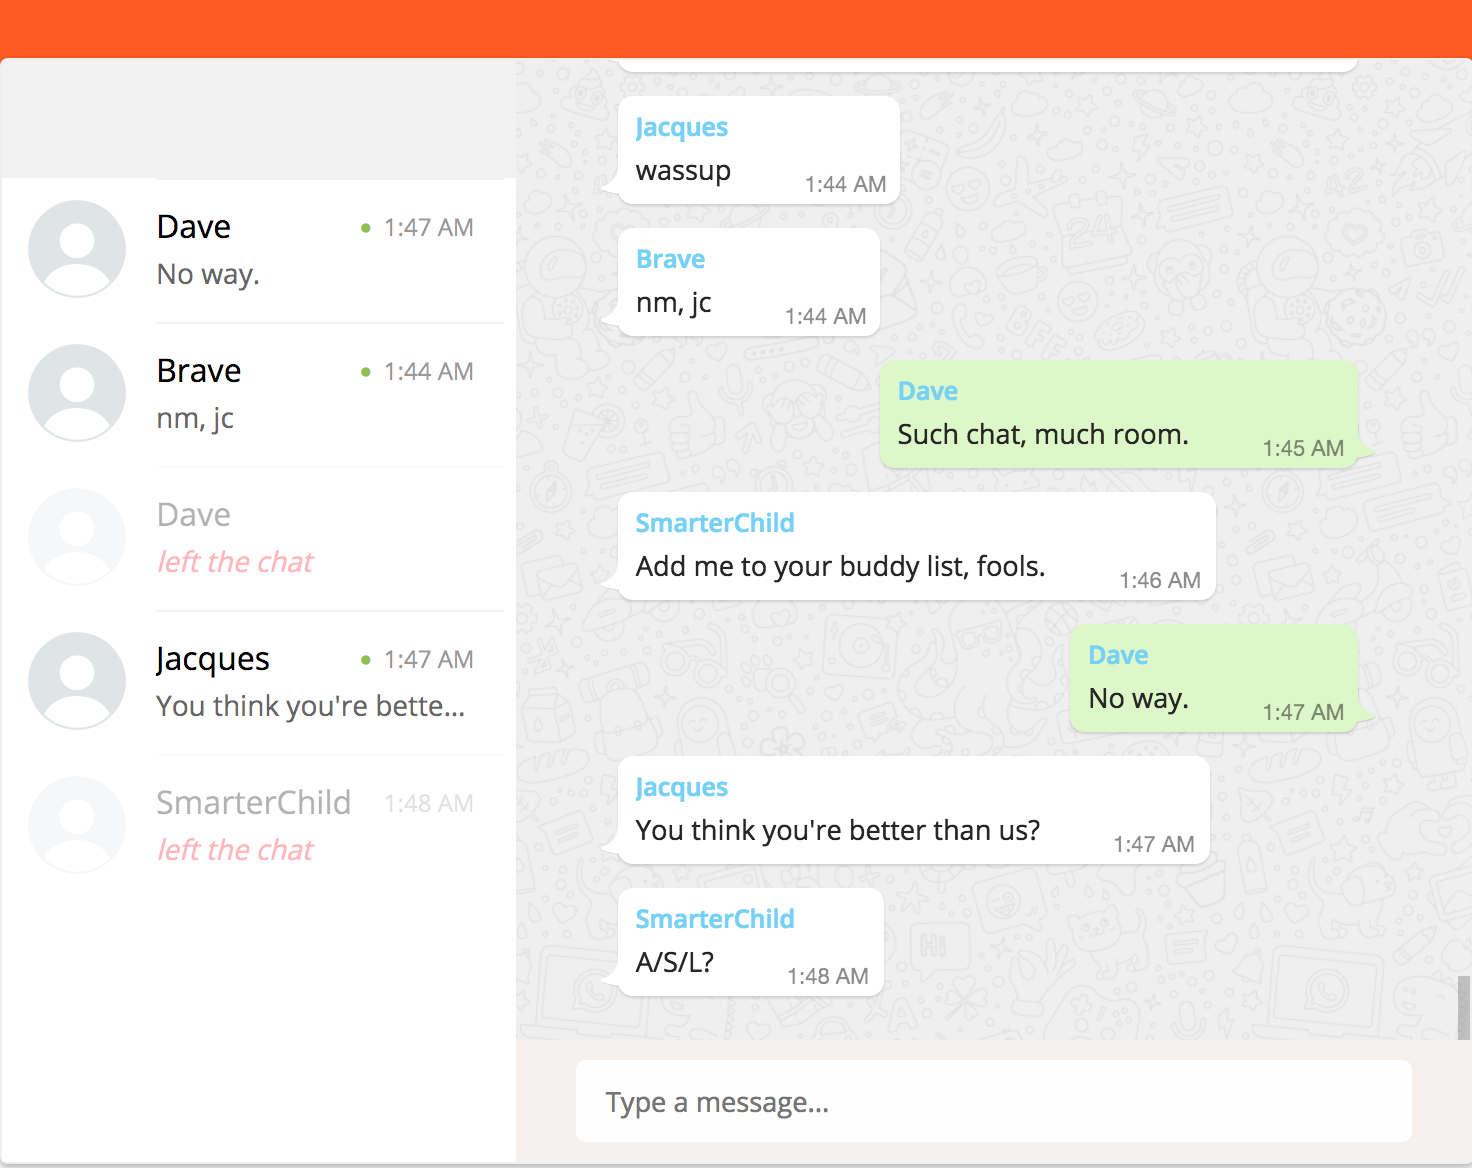 Dave
1:47 AM
No way.
Brave
1:44 AM
nm, jc
Dave
left the chat
Jacques
1:47 AM
You think you're bette...
SmarterChild
1:48 AM
left the chat
Jacques
wassup
1:44 AM
Brave
nm, jc
1:44 AM
Dave
Such chat, much room.
1:45 AM
SmarterChild
Add me to your buddy list, fools.
1:46 AM
Dave
No way.
1:47 AM
Jacques
You think you're better than us?
1:47 AM
SmarterChild
A/S/L?
1:48 AM
Type a message...
24
42
Hi